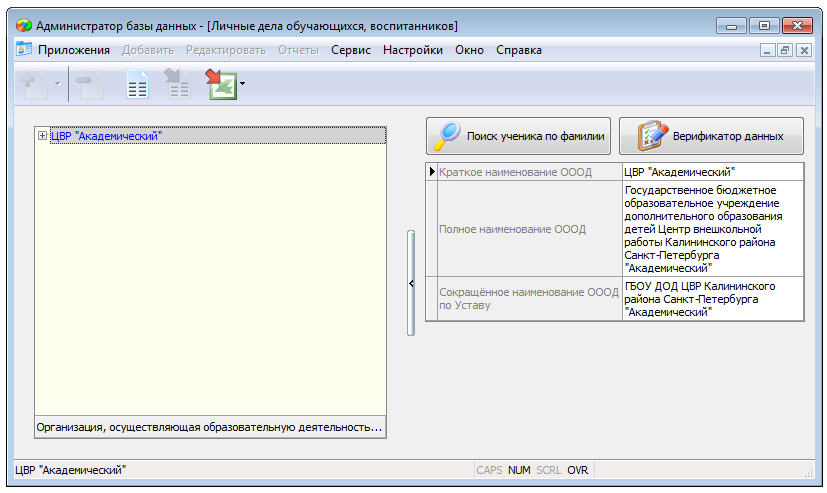 Администратор базы данных - [Личные дела обучающихся, воспитанников]
Приложения Добавить Редактировать Отчеты Сервис Настройки Окно Справка
ЦВР "Академический"
Организация, осуществляющая образовательную деятельность...
Поиск ученика по фамилии
Верификатор данных
Краткое наименование ОООД
ЦВР "Академический"
Полное наименование ОООД
Государственное бюджетное
образовательное учреждение
дополнительного образования
детей Центр внешкольной
работы Калининского района
Санкт-Петербурга
"Академический"
Сокращённое наименование ОООД
по Уставу
ГБОУ ДОД ЦВР Калининского
района Санкт-Петербурга
"Академический"
ЦВР "Академический"
CAPS NUM SCRL OVR